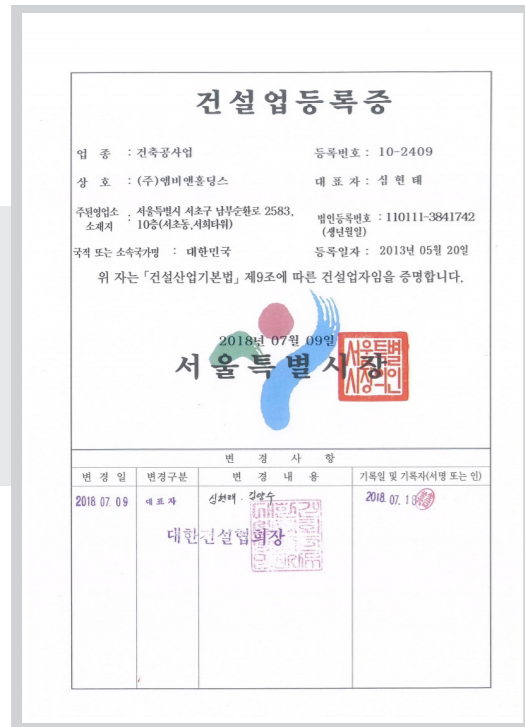 건설업등록증
업 종 : 건축공사업
등록번호 : 10-2409
상 호 : (주)엠비앤홀딩스
대 표 자 : 심 현 태
주된영업소 소재지 : 서울특별시 서초구 남부순환로 2583,
10층(서초동,서희타워)
법인등록번호 : 110111-3841742
(생년월일)
국적 또는 소속국가명 : 대한민국
등록일자 : 2013년 05월 20일
위 자는 「건설산업기본법」 제9조에 따른 건설업자임을 증명합니다.
2018년 07월 09일
서울특별시장
서울특별
시장의인
변 경 사 항
변 경 일
변경구분
변 경 내 용
기록일 및 기록자(서명 또는 인)
2018. 07. 09
대 표 자
심현태 ·
2018. 07. 18
대한건설협회장